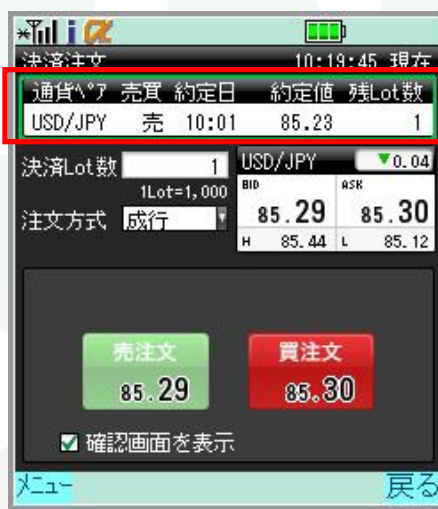 i α
決済注文 10:19:45 現在
通貨ペア 売買 約定日 約定値 残Lot数
USD/JPY 売 10:01 85.23 1
決済Lot数 1
1Lot=1,000
注文方式 成行
USD/JPY ▼0.04
BID ASK
85.29 85.30
H 85.44 L 85.12
売注文 買注文
85.29 85.30
確認画面を表示
メニュー 戻る